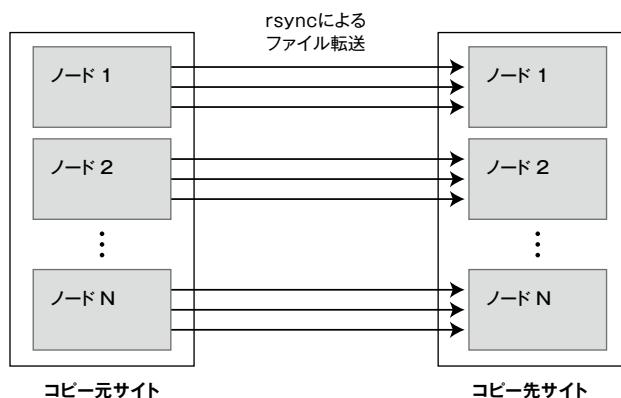 rsyncによる
ファイル転送
ノード 1
ノード 1
ノード 2
ノード 2
ノード N
ノード N
コピー元サイト
コピー先サイト